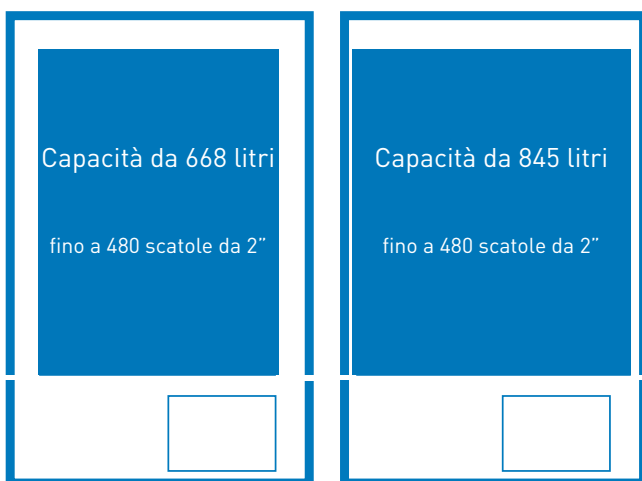 Capacità da 668 litri
fino a 480 scatole da 2”
Capacità da 845 litri
fino a 480 scatole da 2”